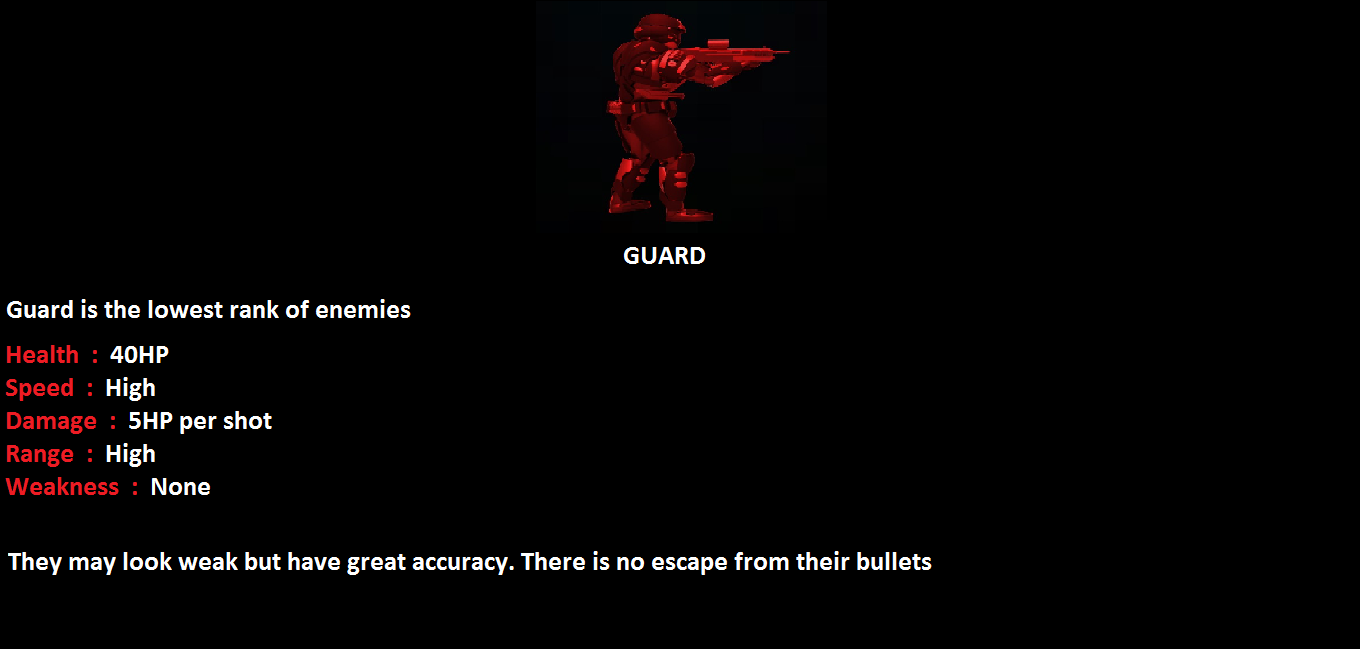 GUARD
Guard is the lowest rank of enemies
Health : 40HP
Speed : High
Damage : 5HP per shot
Range : High
Weakness : None
They may look weak but have great accuracy. There is no escape from their bullets